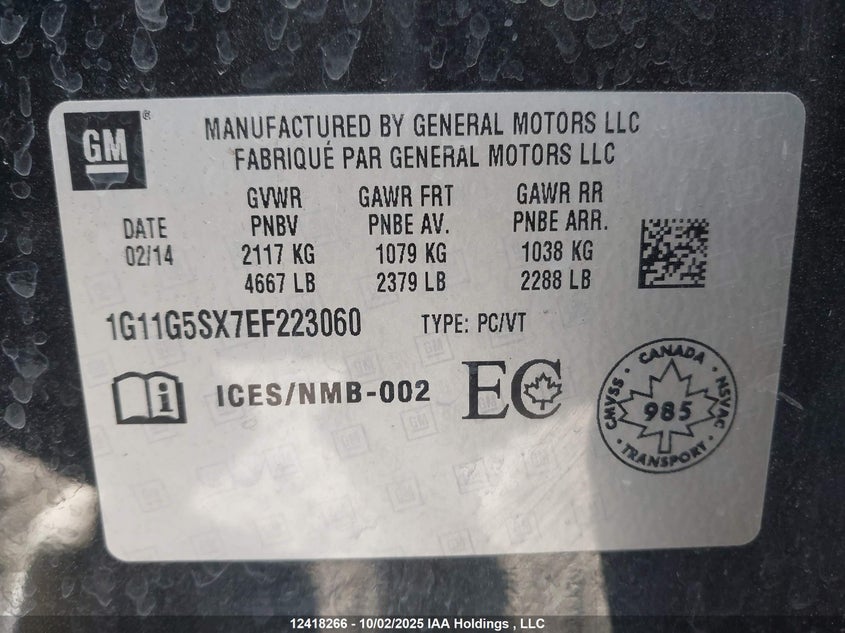 GM ®
MANUFACTURED BY GENERAL MOTORS LLC
FABRIQUÉ PAR GENERAL MOTORS LLC
GVWR GAWR FRT GAWR RR
DATE PNBV PNBE AV. PNBE ARR.
02/14 2117 KG 1079 KG 1038 KG
4667 LB 2379 LB 2288 LB
1G11G5SX7EF223060 TYPE: PC/VT
i ICES/NMB-002 EC
CANADA
CMVSS 985 NSVAC
TRANSPORT
12418266 - 10/02/2025 IAA Holdings , LLC